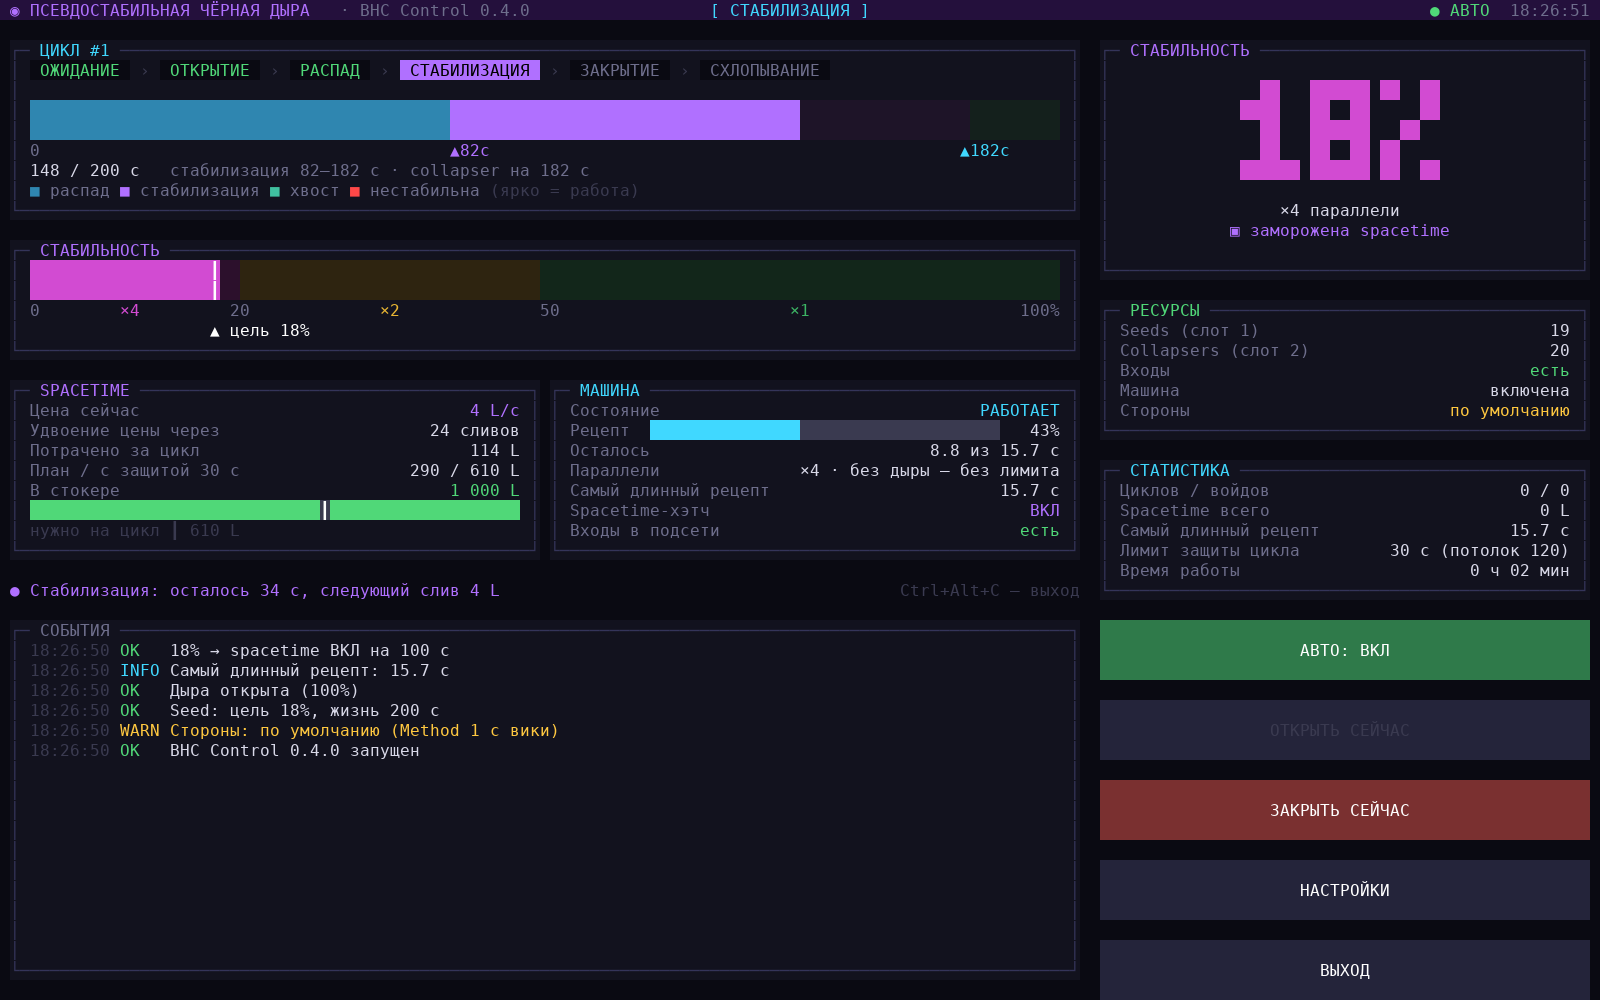 ◉ ПСЕВДОСТАБИЛЬНАЯ ЧЁРНАЯ ДЫРА · BHC Control 0.4.0 [ СТАБИЛИЗАЦИЯ ] ● АВТО 18:26:51
ЦИКЛ #1
ОЖИДАНИЕ › ОТКРЫТИЕ › РАСПАД › СТАБИЛИЗАЦИЯ › ЗАКРЫТИЕ › СХЛОПЫВАНИЕ
0 ▲82с ▲182с
148 / 200 с стабилизация 82–182 с · collapser на 182 с
■ распад ■ стабилизация ■ хвост ■ нестабильна (ярко = работа)
СТАБИЛЬНОСТЬ
18%
×4 параллели
▣ заморожена spacetime
СТАБИЛЬНОСТЬ
0 ×4 20 ×2 50 ×1 100%
▲ цель 18%
РЕСУРСЫ
Seeds (слот 1) 19
Collapsers (слот 2) 20
Входы есть
Машина включена
Стороны по умолчанию
SPACETIME
Цена сейчас 4 L/с
Удвоение цены через 24 сливов
Потрачено за цикл 114 L
План / с защитой 30 с 290 / 610 L
В стокере 1 000 L
нужно на цикл ┃ 610 L
МАШИНА
Состояние РАБОТАЕТ
Рецепт 43%
Осталось 8.8 из 15.7 с
Параллели ×4 · без дыры — без лимита
Самый длинный рецепт 15.7 с
Spacetime-хэтч ВКЛ
Входы в подсети есть
СТАТИСТИКА
Циклов / войдов 0 / 0
Spacetime всего 0 L
Самый длинный рецепт 15.7 с
Лимит защиты цикла 30 с (потолок 120)
Время работы 0 ч 02 мин
● Стабилизация: осталось 34 с, следующий слив 4 L Ctrl+Alt+C — выход
СОБЫТИЯ
18:26:50 OK 18% → spacetime ВКЛ на 100 с
18:26:50 INFO Самый длинный рецепт: 15.7 с
18:26:50 OK Дыра открыта (100%)
18:26:50 OK Seed: цель 18%, жизнь 200 с
18:26:50 WARN Стороны: по умолчанию (Method 1 с вики)
18:26:50 OK BHC Control 0.4.0 запущен
АВТО: ВКЛ
ОТКРЫТЬ СЕЙЧАС
ЗАКРЫТЬ СЕЙЧАС
НАСТРОЙКИ
ВЫХОД